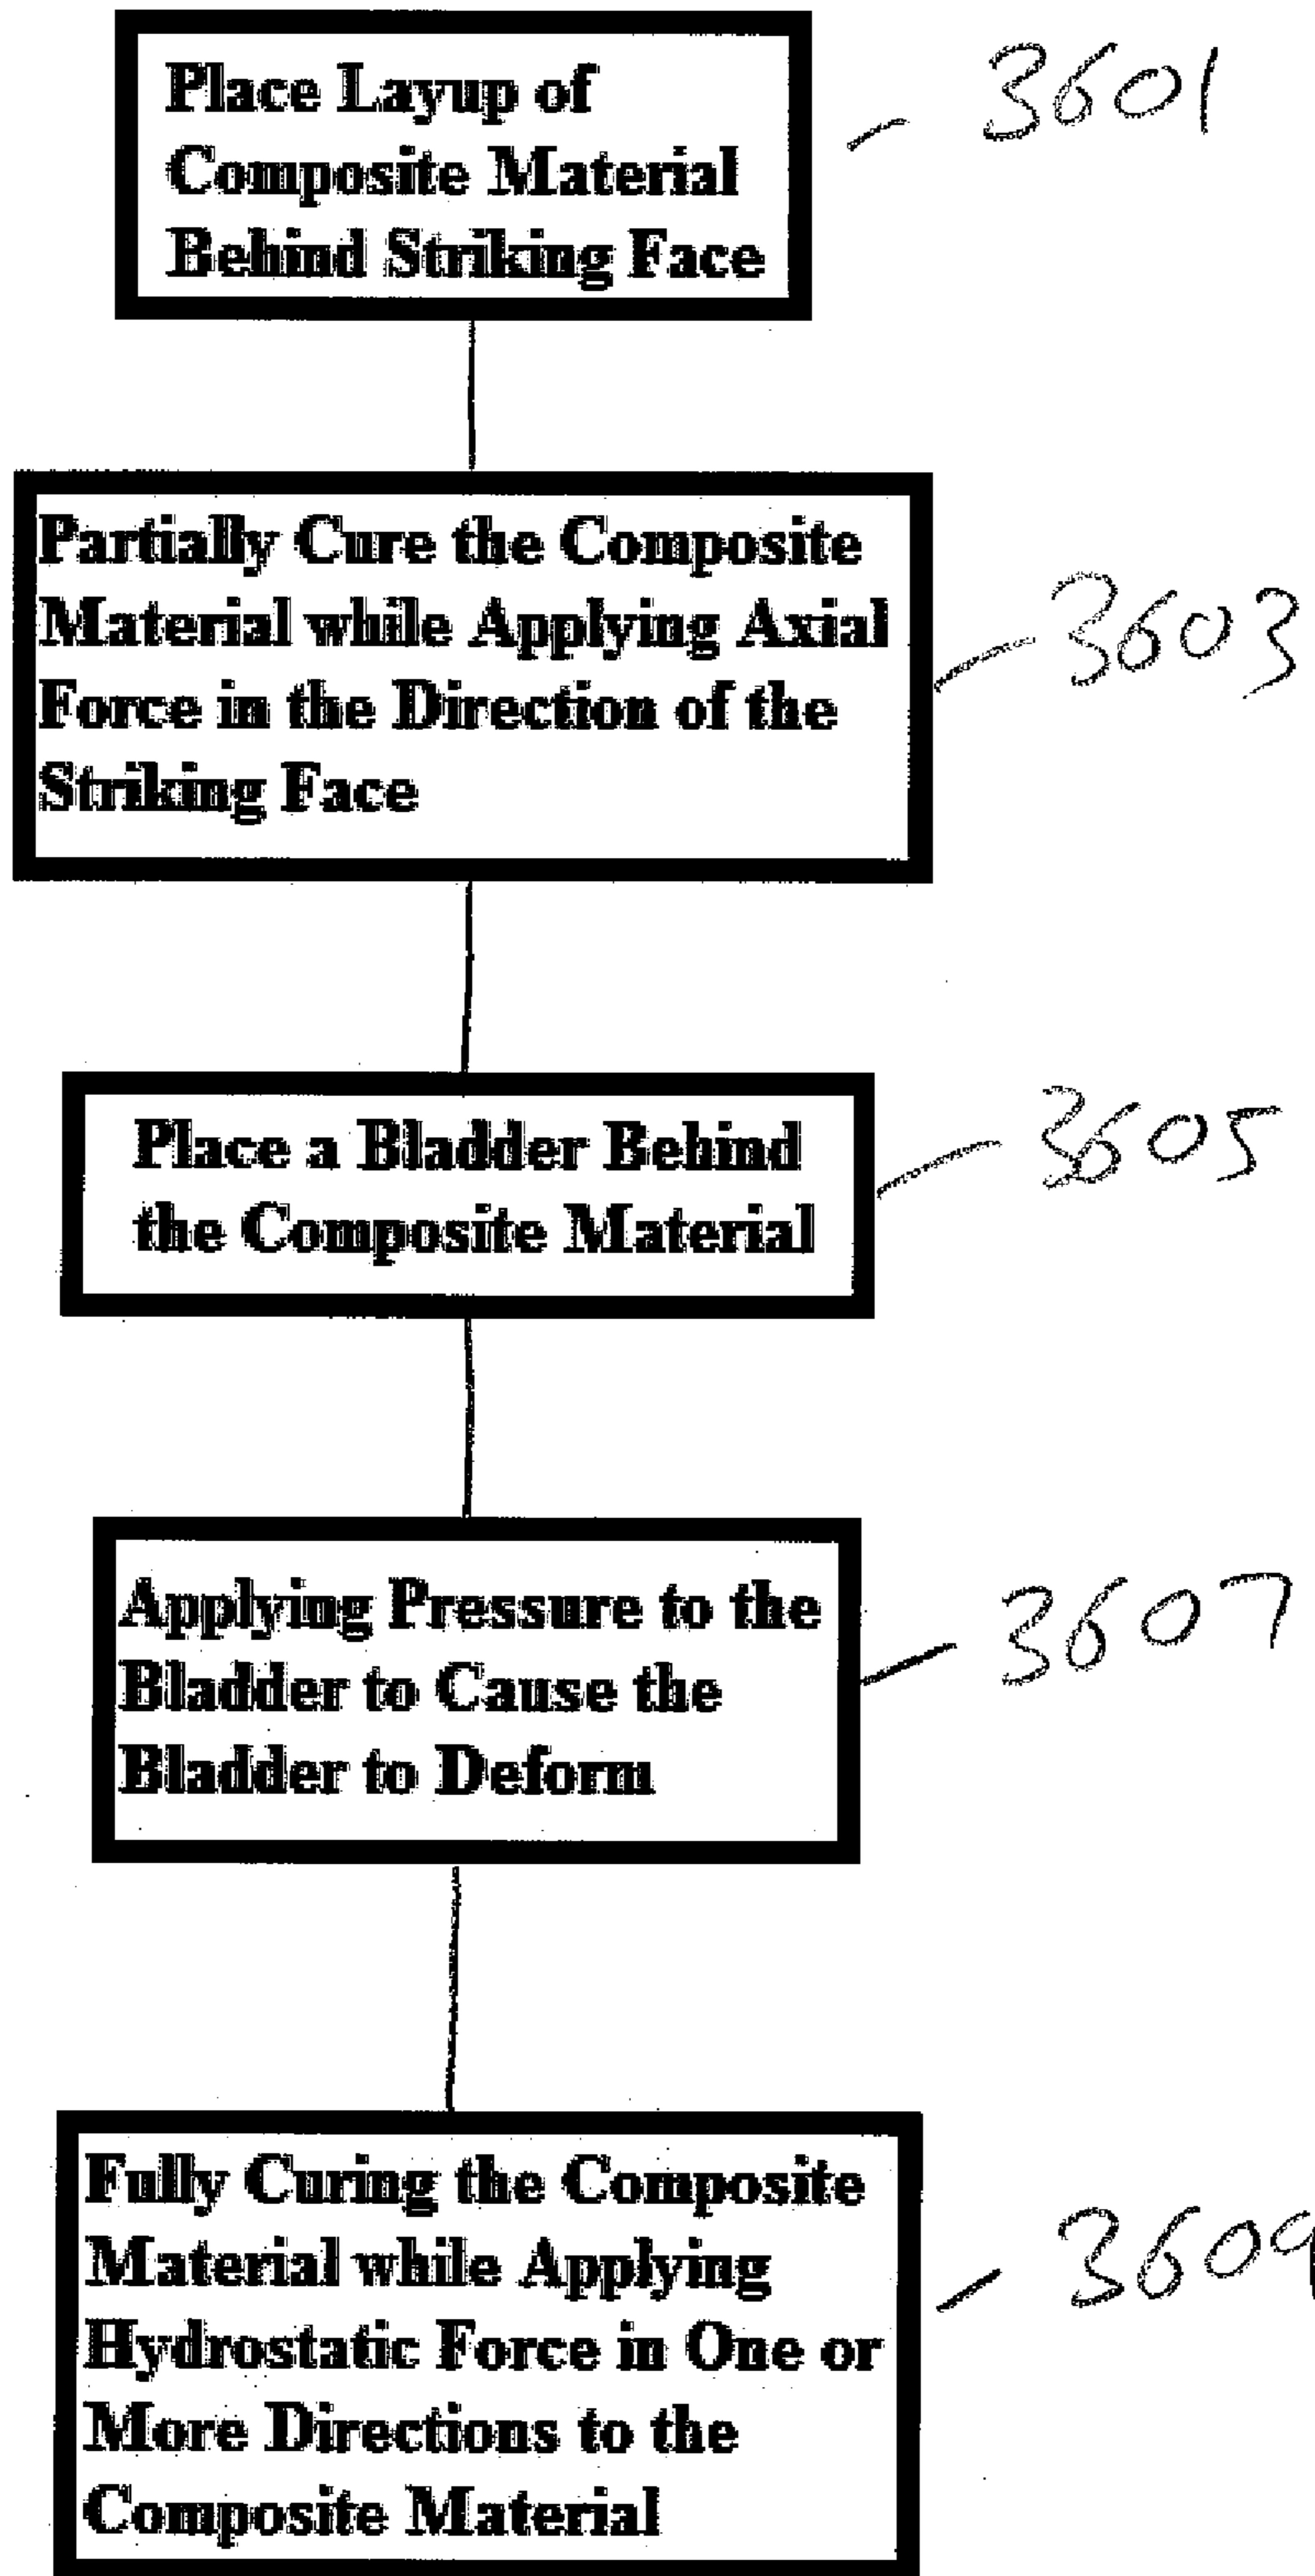 Place Layup of
Composite Material
Behind Striking Face
3601
Partially Cure the Composite
Material while Applying Axial
Force in the Direction of the
Striking Face
3603
Place a Bladder Behind
the Composite Material
3605
Applying Pressure to the
Bladder to Cause the
Bladder to Deform
3607
Fully Curing the Composite
Material while Applying
Hydrostatic Force in One or
More Directions to the
Composite Material
3609